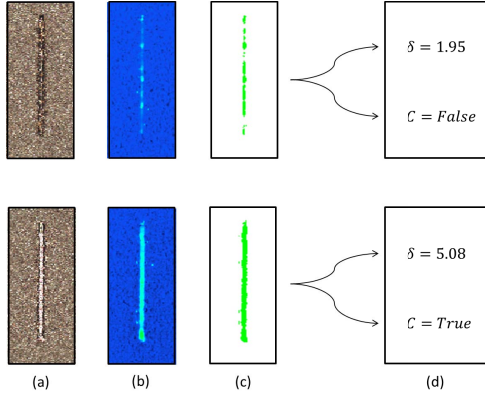 δ = 1.95
C = False
δ = 5.08
C = True
(a) (b) (c) (d)